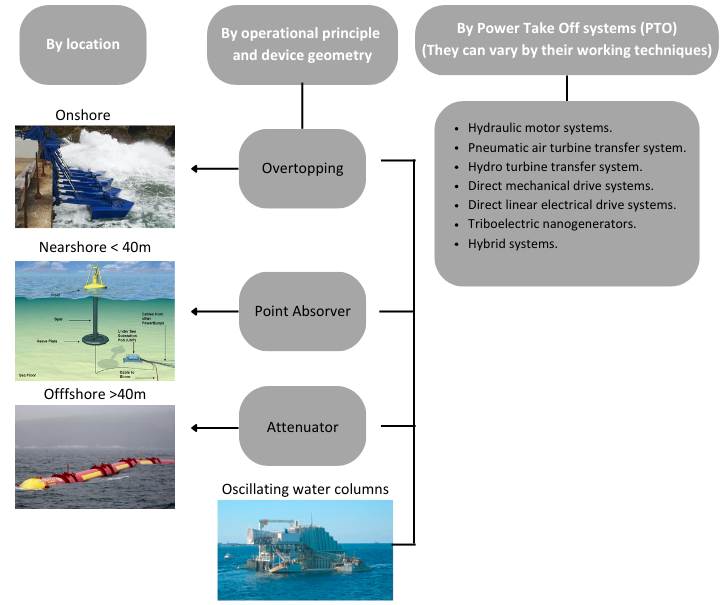 By location
By operational principle
and device geometry
By Power Take Off systems (PTO)
(They can vary by their working techniques)
Onshore
Overtopping
• Hydraulic motor systems.
• Pneumatic air turbine transfer system.
• Hydro turbine transfer system.
• Direct mechanical drive systems.
• Direct linear electrical drive systems.
• Triboelectric nanogenerators.
• Hybrid systems.
Nearshore < 40m
Float
Spar
Heave Plate
Cables from
other
PowerBuoys
Under Sea
Substation
Pod (USP)
Sea Floor
Cable to
Shore
Point Absorver
Offfshore >40m
Attenuator
Oscillating water columns